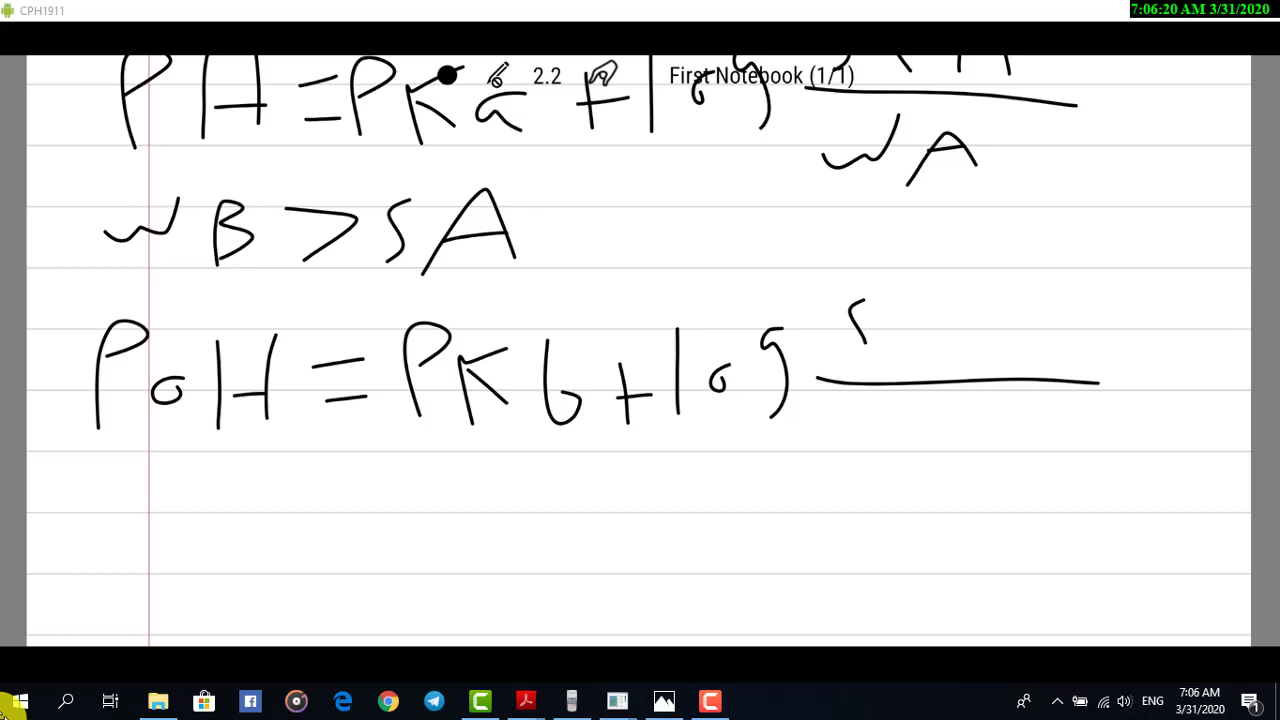 CPH1911
7:06:20 AM 3/31/2020
2.2 First Notebook (1/1)
PH = PKa + log
WA
WB > SA
POH = PKb + log S
ENG
7:06 AM
3/31/2020
1